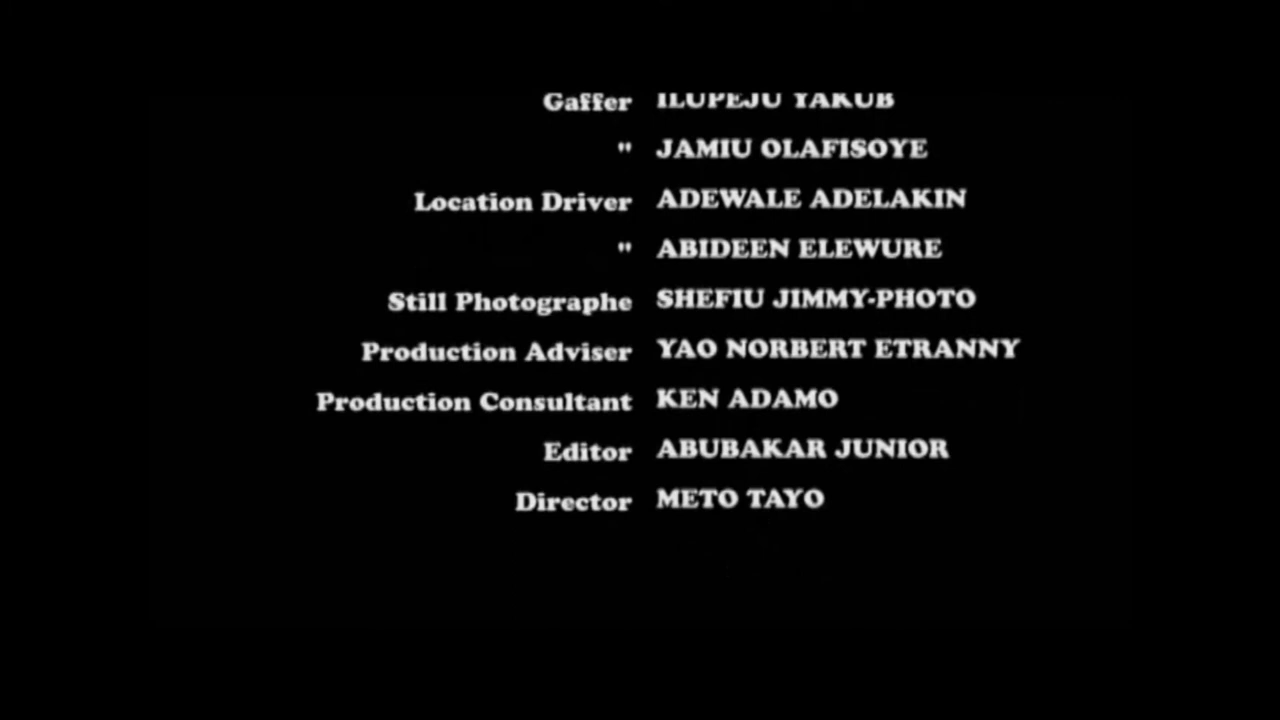 Gaffer ILUPEJU YAKUB
" JAMIU OLAFISOYE
Location Driver ADEWALE ADELAKIN
" ABIDEEN ELEWURE
Still Photographe SHEFIU JIMMY-PHOTO
Production Adviser YAO NORBERT ETRANNY
Production Consultant KEN ADAMO
Editor ABUBAKAR JUNIOR
Director METO TAYO